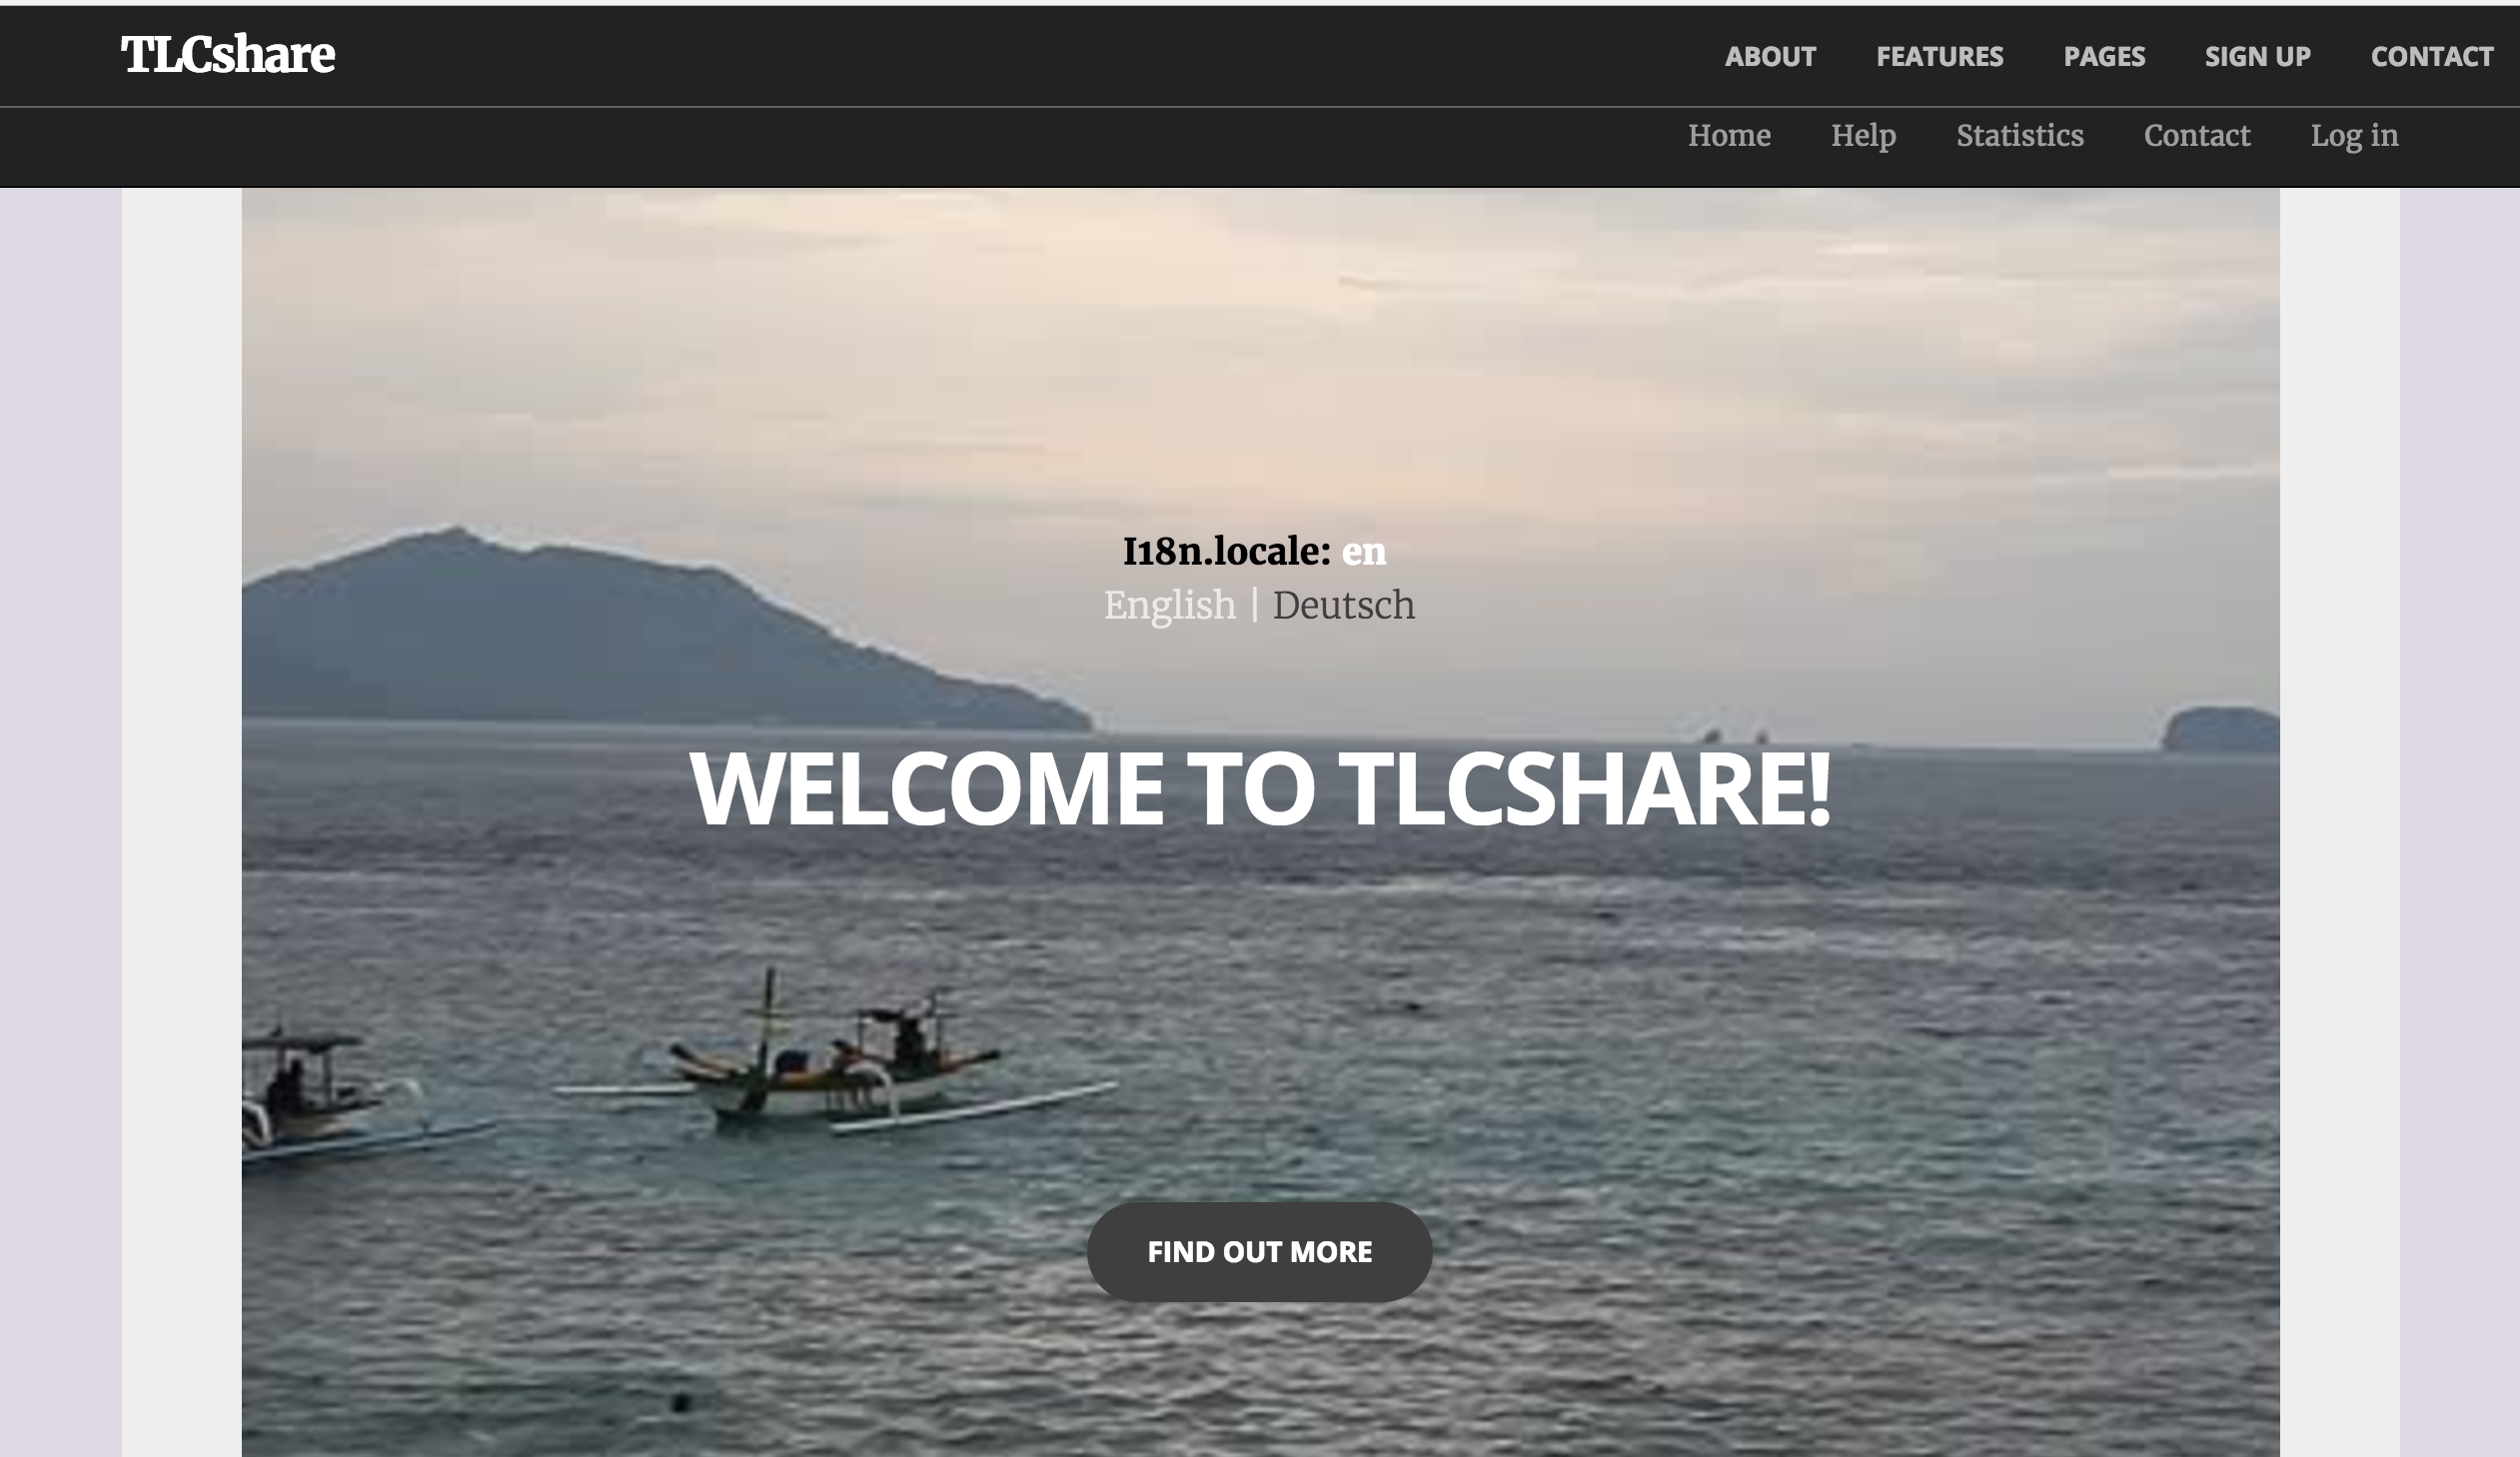 TLCshare
ABOUT FEATURES PAGES SIGN UP CONTACT
Home Help Statistics Contact Log in
I18n.locale: en
English | Deutsch
WELCOME TO TLCSHARE!
FIND OUT MORE